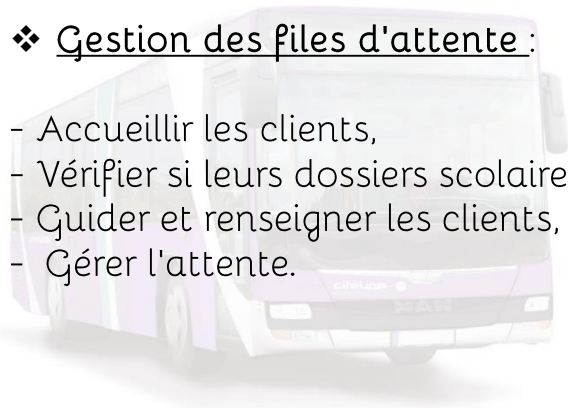 ❖ Gestion des files d'attente :
- Accueillir les clients,
- Vérifier si leurs dossiers scolaire
- Guider et renseigner les clients,
- Gérer l'attente.
MAN